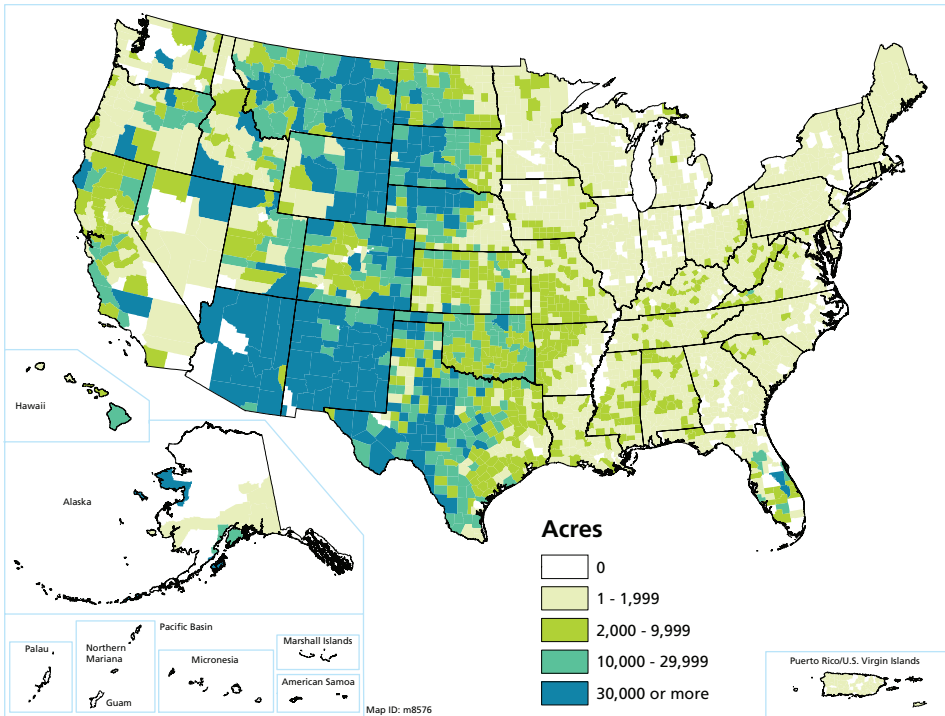 Hawaii
Alaska
Acres
0
1 - 1,999
2,000 - 9,999
10,000 - 29,999
30,000 or more
Pacific Basin
Palau
Northern
Mariana
Guam
Micronesia
Marshall Islands
American Samoa
Map ID: m8576
Puerto Rico/U.S. Virgin Islands